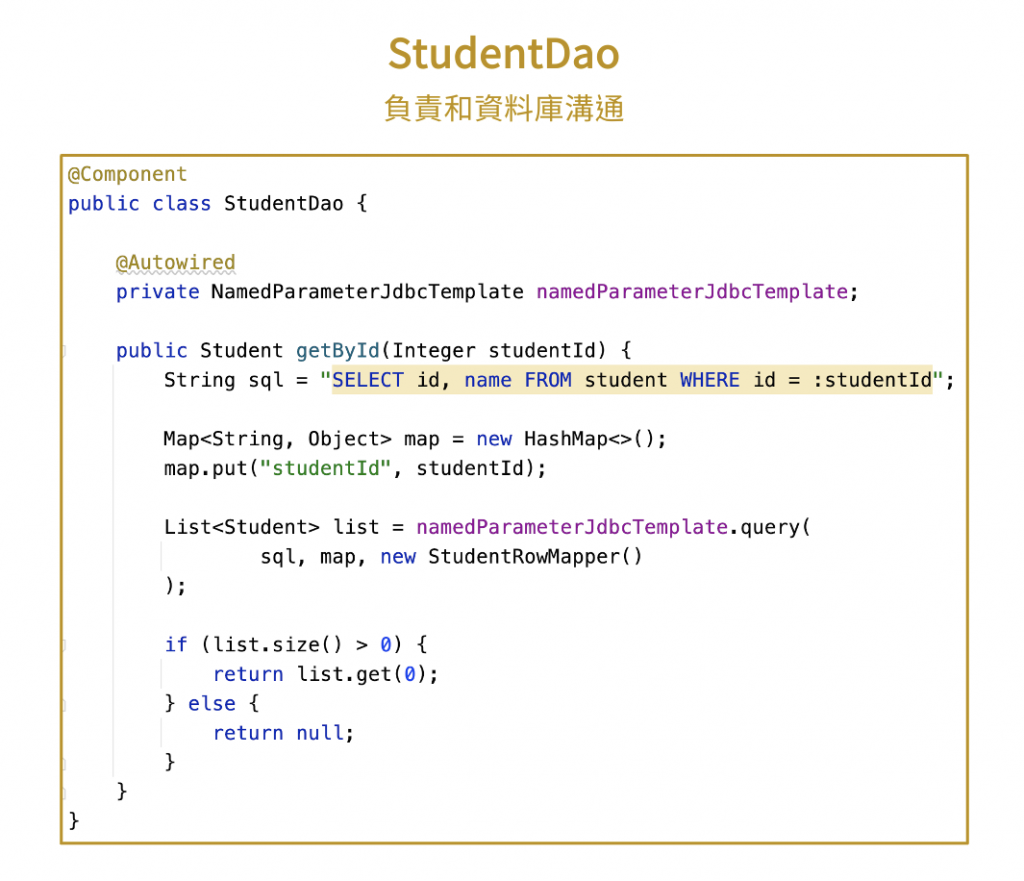 StudentDao
負責和資料庫溝通
@Component
public class StudentDao {
@Autowired
private NamedParameterJdbcTemplate namedParameterJdbcTemplate;
public Student getById(Integer studentId) {
String sql = "SELECT id, name FROM student WHERE id = :studentId";
Map<String, Object> map = new HashMap<>();
map.put("studentId", studentId);
List<Student> list = namedParameterJdbcTemplate.query(
sql, map, new StudentRowMapper()
);
if (list.size() > 0) {
return list.get(0);
} else {
return null;
}
}
}